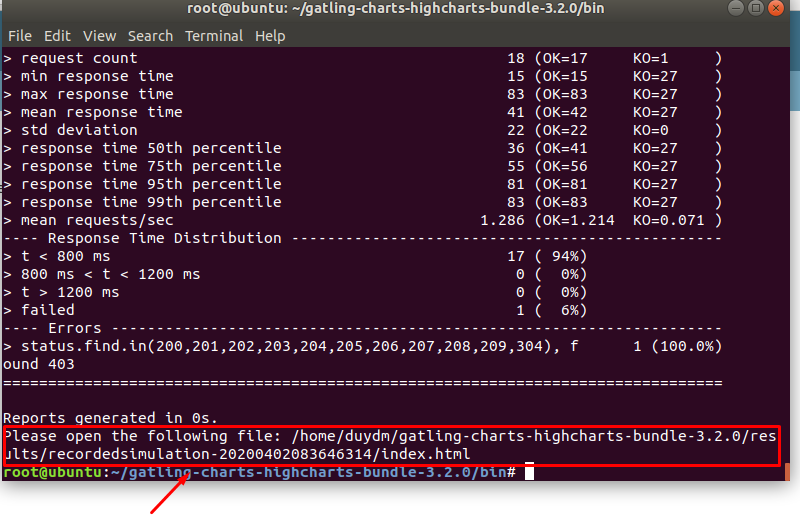 root@ubuntu: ~/gatling-charts-highcharts-bundle-3.2.0/bin
File Edit View Search Terminal Help
> request count 18 (OK=17 KO=1 )
> min response time 15 (OK=15 KO=27 )
> max response time 83 (OK=83 KO=27 )
> mean response time 41 (OK=42 KO=27 )
> std deviation 22 (OK=22 KO=0 )
> response time 50th percentile 36 (OK=41 KO=27 )
> response time 75th percentile 55 (OK=56 KO=27 )
> response time 95th percentile 81 (OK=81 KO=27 )
> response time 99th percentile 83 (OK=83 KO=27 )
> mean requests/sec 1.286 (OK=1.214 KO=0.071 )
---- Response Time Distribution ------------------------------------------------
> t < 800 ms 17 ( 94%)
> 800 ms < t < 1200 ms 0 ( 0%)
> t > 1200 ms 0 ( 0%)
> failed 1 ( 6%)
---- Errors --------------------------------------------------------------------
> status.find.in(200,201,202,203,204,205,206,207,208,209,304), f 1 (100.0%)
ound 403
================================================================================
Reports generated in 0s.
Please open the following file: /home/duydm/gatling-charts-highcharts-bundle-3.2.0/res
ults/recordedsimulation-20200402083646314/index.html
root@ubuntu:~/gatling-charts-highcharts-bundle-3.2.0/bin#